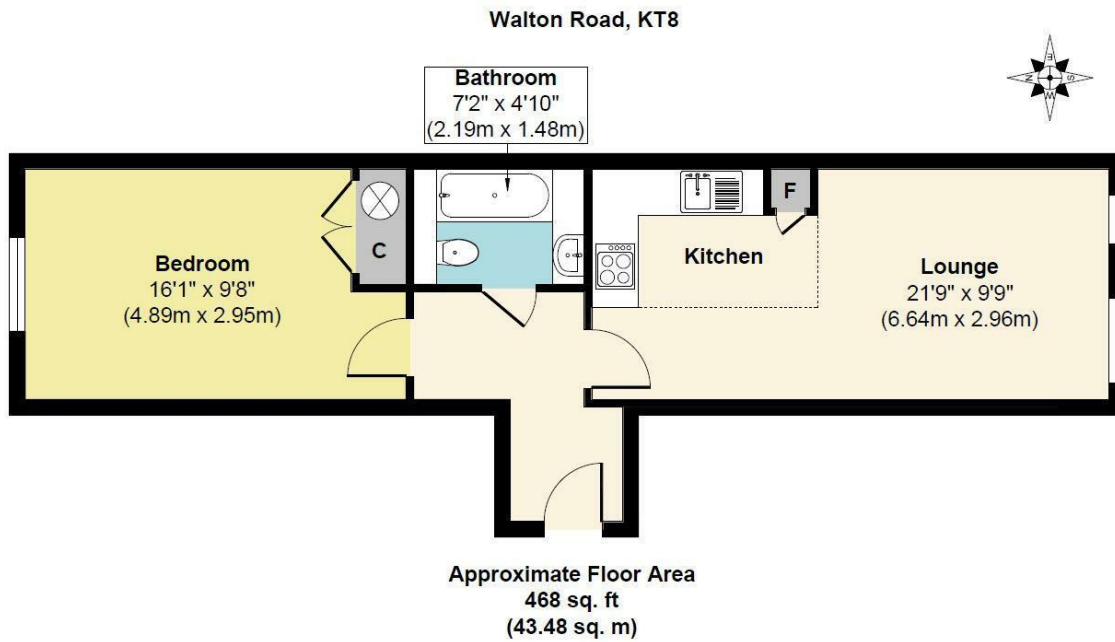 Walton Road, KT8
Bathroom
7'2" x 4'10"
(2.19m x 1.48m)
E
N
S
W
F
C
Bedroom
16'1" x 9'8"
(4.89m x 2.95m)
Kitchen
Lounge
21'9" x 9'9"
(6.64m x 2.96m)
Approximate Floor Area
468 sq. ft
(43.48 sq. m)